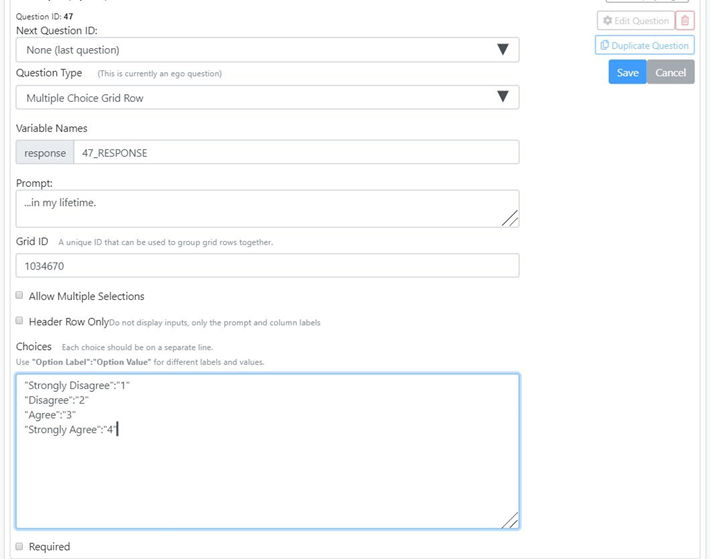 Question ID: 47
Next Question ID:
None (last question)
Edit Question
Duplicate Question
Save Cancel
Question Type (This is currently an ego question)
Multiple Choice Grid Row
Variable Names
response 47_RESPONSE
Prompt:
...in my lifetime.
Grid ID A unique ID that can be used to group grid rows together.
1034670
Allow Multiple Selections
Header Row OnlyDo not display inputs, only the prompt and column labels
Choices Each choice should be on a separate line.
Use "Option Label":"Option Value" for different labels and values.
"Strongly Disagree":"1"
"Disagree":"2"
"Agree":"3"
"Strongly Agree":"4"
Required